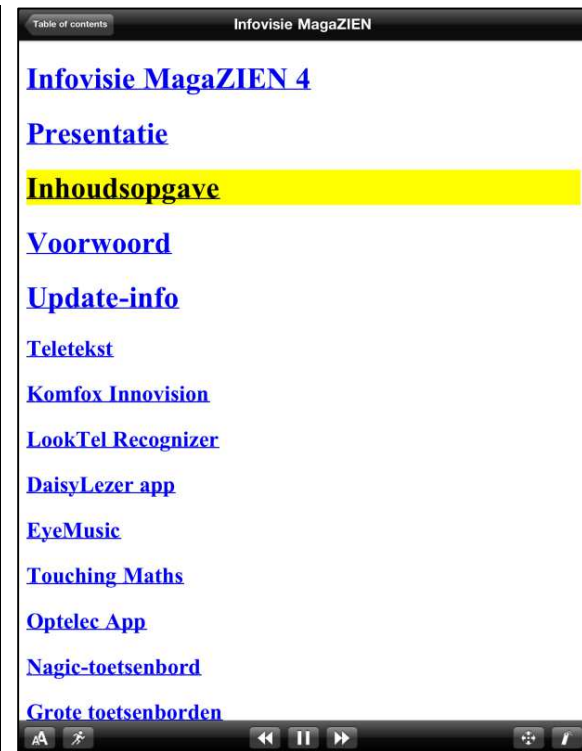 Table of contents
Infovisie MagaZIEN
Infovisie MagaZIEN 4
Presentatie
Inhoudsopgave
Voorwoord
Update-info
Teletekst
Komfox Innovision
LookTel Recognizer
DaisyLezer app
EyeMusic
Touching Maths
Optelec App
Nagic-toetsenbord
Grote toetsenborden
AA